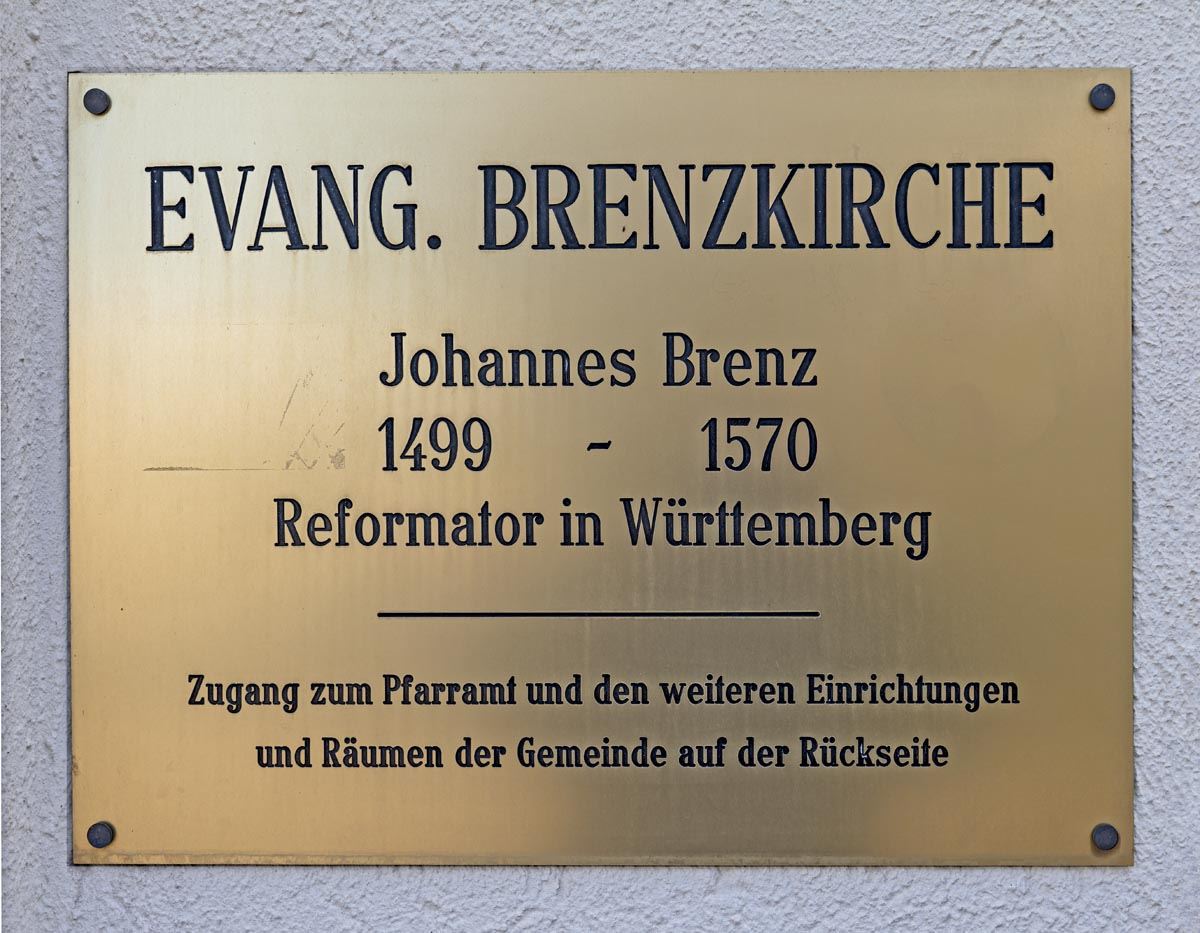 EVANG. BRENZKIRCHE
Johannes Brenz
1499 - 1570
Reformator in Württemberg
Zugang zum Pfarramt und den weiteren Einrichtungen
und Räumen der Gemeinde auf der Rückseite